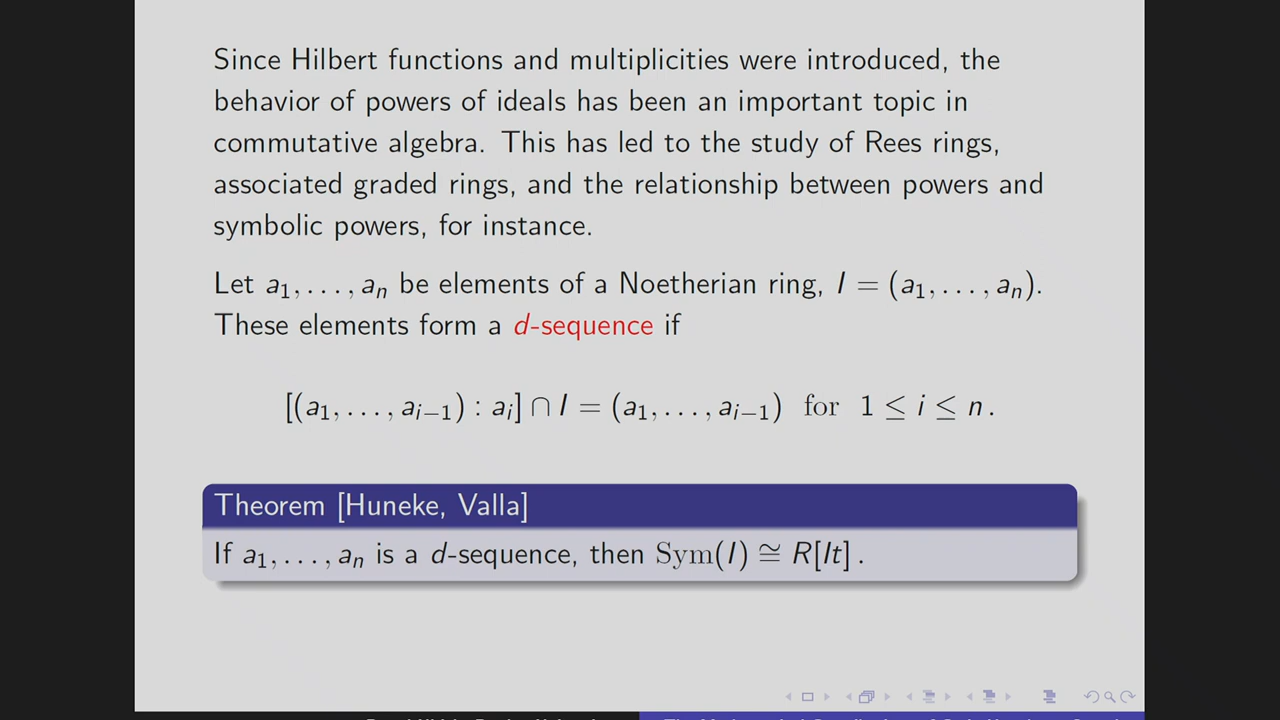 Since Hilbert functions and multiplicities were introduced, the
behavior of powers of ideals has been an important topic in
commutative algebra. This has led to the study of Rees rings,
associated graded rings, and the relationship between powers and
symbolic powers, for instance.
Let a₁, . . . , aₙ be elements of a Noetherian ring, I = (a₁, . . . , aₙ).
These elements form a d-sequence if
[(a₁, . . . , aᵢ₋₁) : aᵢ] ∩ I = (a₁, . . . , aᵢ₋₁) for 1 ≤ i ≤ n .
Theorem [Huneke, Valla]
If a₁, . . . , aₙ is a d-sequence, then Sym(I) ≅ R[It] .